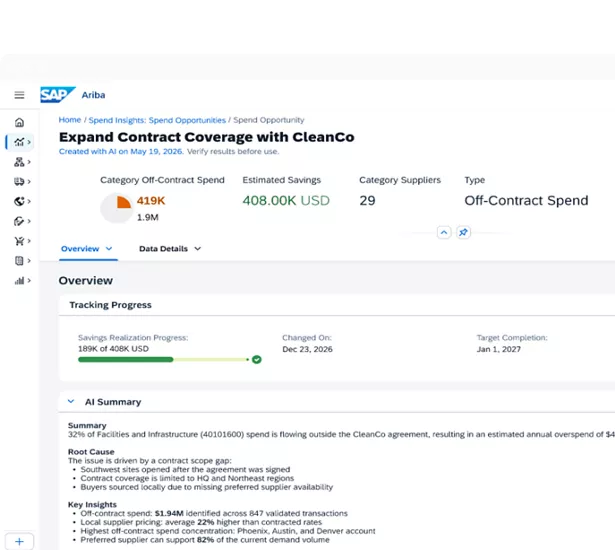 SAP Ariba
Home / Spend Insights: Spend Opportunities / Spend Opportunity
Expand Contract Coverage with CleanCo
Created with AI on May 19, 2026. Verify results before use.
Category Off-Contract Spend Estimated Savings Category Suppliers Type
419K 408.00K USD 29 Off-Contract Spend
1.9M
Overview Data Details
Overview
Tracking Progress
Savings Realization Progress: Changed On: Target Completion:
189K of 408K USD Dec 23, 2026 Jan 1, 2027
AI Summary
Summary
32% of Facilities and Infrastructure (40101600) spend is flowing outside the CleanCo agreement, resulting in an estimated annual overspend of $4
Root Cause
The issue is driven by a contract scope gap:
• Southwest sites opened after the agreement was signed
• Contract coverage is limited to HQ and Northeast regions
• Buyers sourced locally due to missing preferred supplier availability
Key Insights
• Off-contract spend: $1.94M identified across 847 validated transactions
• Local supplier pricing: average 22% higher than contracted rates
• Highest off-contract spend concentration: Phoenix, Austin, and Denver account
• Preferred supplier can support 82% of the current demand volume